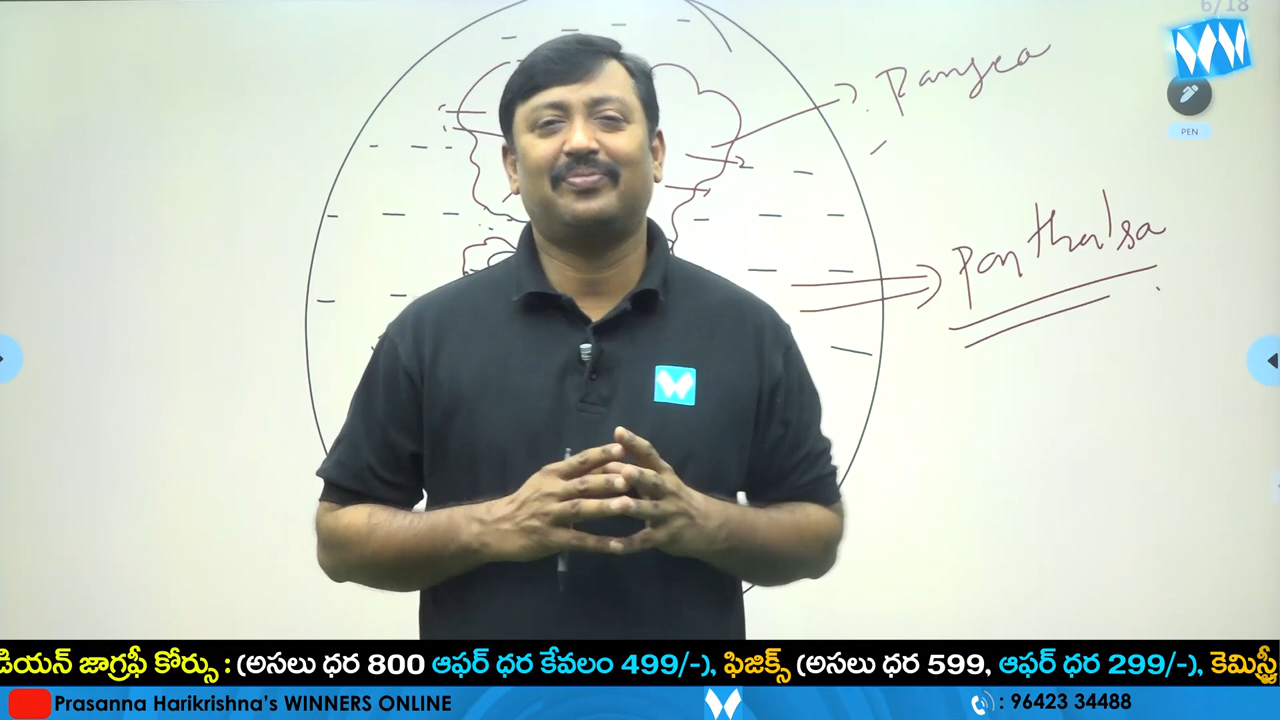 6/18
Pangea
PEN
Panthalsa
డియన్ జాగ్రఫీ కోర్సు : (అసలు ధర 800 ఆఫర్ ధర కేవలం 499/-), ఫిజిక్స్ (అసలు ధర 599, ఆఫర్ ధర 299/-), కెమిస్ట్రీ
Prasanna Harikrishna's WINNERS ONLINE
: 96423 34488